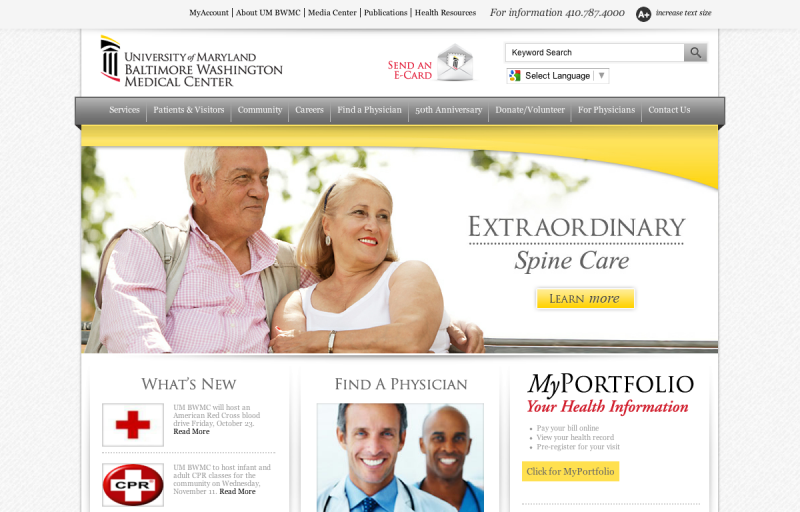 MyAccount | About UM BWMC | Media Center | Publications | Health Resources For information 410.787.4000 A+ increase text size
UNIVERSITY of MARYLAND
BALTIMORE WASHINGTON
MEDICAL CENTER
SEND AN
E-CARD
Keyword Search
Select Language ▼
Services Patients & Visitors Community Careers Find a Physician 50th Anniversary Donate/Volunteer For Physicians Contact Us
EXTRAORDINARY
Spine Care
LEARN more
WHAT'S NEW
UM BWMC will host an
American Red Cross blood
drive Friday, October 23.
Read More
CPR
UM BWMC to host infant and
adult CPR classes for the
community on Wednesday,
November 11. Read More
FIND A PHYSICIAN
MyPORTFOLIO
Your Health Information
Pay your bill online
View your health record
Pre-register for your visit
Click for MyPortfolio